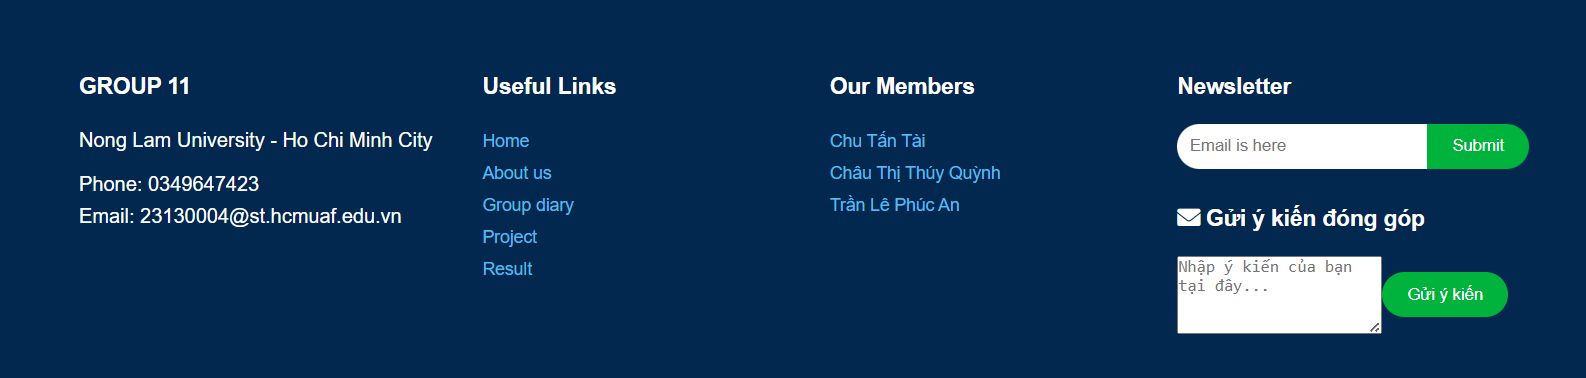 GROUP 11
Nong Lam University - Ho Chi Minh City
Phone: 0349647423
Email: 23130004@st.hcmuaf.edu.vn
Useful Links
Home
About us
Group diary
Project
Result
Our Members
Chu Tấn Tài
Châu Thị Thúy Quỳnh
Trần Lê Phúc An
Newsletter
Email is here
Submit
Gửi ý kiến đóng góp
Nhập ý kiến của bạn
tại đây...
Gửi ý kiến